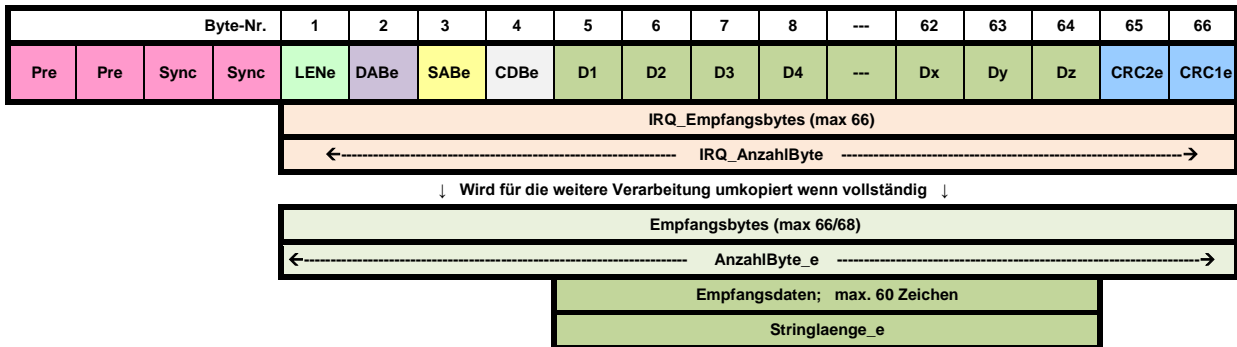 Byte-Nr. 1 2 3 4 5 6 7 8 --- 62 63 64 65 66
Pre Pre Sync Sync LENe DABe SABe CDBe D1 D2 D3 D4 --- Dx Dy Dz CRC2e CRC1e
IRQ_Empfangsbytes (max 66)
←---------------------------------------------------------------- IRQ_AnzahlByte ----------------------------------------------------------------→
↓ Wird für die weitere Verarbeitung umkopiert wenn vollständig ↓
Empfangsbytes (max 66/68)
←---------------------------------------------------------------- AnzahlByte_e ----------------------------------------------------------------→
Empfangsdaten; max. 60 Zeichen
Stringlaenge_e